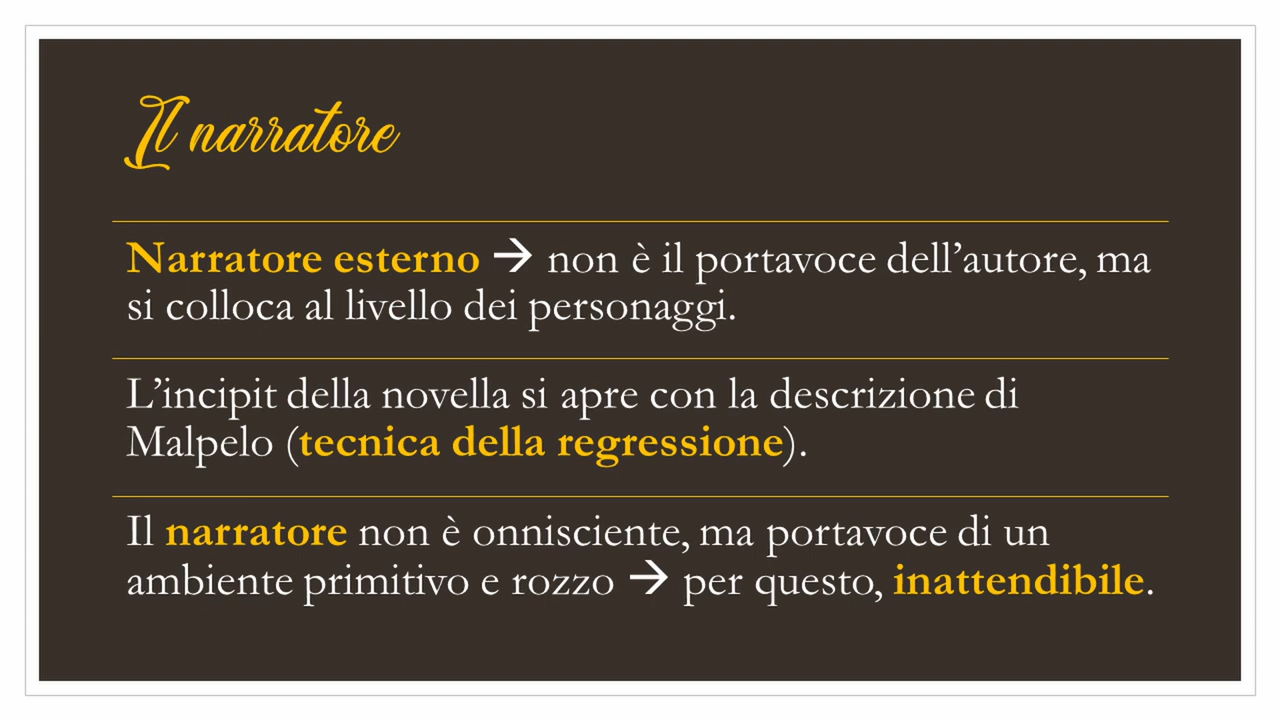 Il narratore
Narratore esterno → non è il portavoce dell’autore, ma
si colloca al livello dei personaggi.
L’incipit della novella si apre con la descrizione di
Malpelo (tecnica della regressione).
Il narratore non è onnisciente, ma portavoce di un
ambiente primitivo e rozzo → per questo, inattendibile.